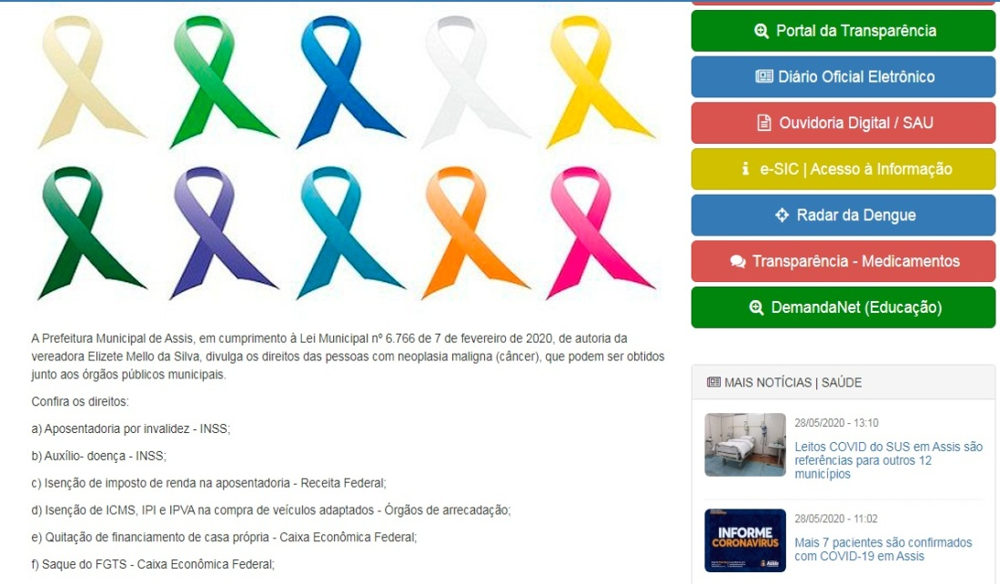 A Prefeitura Municipal de Assis, em cumprimento à Lei Municipal nº 6.766 de 7 de fevereiro de 2020, de autoria da
vereadora Elizete Mello da Silva, divulga os direitos das pessoas com neoplasia maligna (câncer), que podem ser obtidos
junto aos órgãos públicos municipais.
Confira os direitos:
a) Aposentadoria por invalidez - INSS;
b) Auxílio- doença - INSS;
c) Isenção de imposto de renda na aposentadoria - Receita Federal;
d) Isenção de ICMS, IPI e IPVA na compra de veículos adaptados - Órgãos de arrecadação;
e) Quitação de financiamento de casa própria - Caixa Econômica Federal;
f) Saque do FGTS - Caixa Econômica Federal;
Portal da Transparência
Diário Oficial Eletrônico
Ouvidoria Digital / SAU
e-SIC | Acesso à Informação
Radar da Dengue
Transparência - Medicamentos
DemandaNet (Educação)
MAIS NOTÍCIAS | SAÚDE
28/05/2020 - 13:10
Leitos COVID do SUS em Assis são
referências para outros 12
municípios
INFORME
CORONAVÍRUS
Assis
28/05/2020 - 11:02
Mais 7 pacientes são confirmados
com COVID-19 em Assis